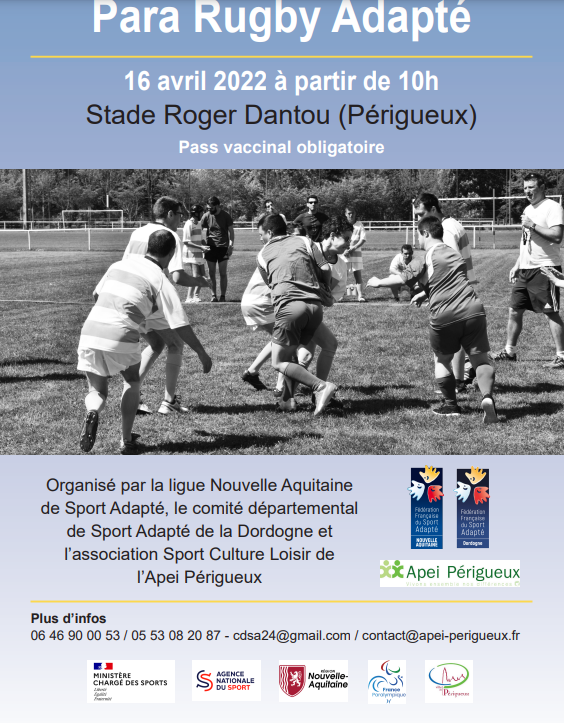 Para Rugby Adapté
16 avril 2022 à partir de 10h
Stade Roger Dantou (Périgueux)
Pass vaccinal obligatoire
Organisé par la ligue Nouvelle Aquitaine
de Sport Adapté, le comité départemental
de Sport Adapté de la Dordogne et
l’association Sport Culture Loisir de
l’Apei Périgueux
Fédération
Française
du Sport
Adapté
NOUVELLE
AQUITAINE
Fédération
Française
du Sport
Adapté
Dordogne
Apei Périgueux
Vivons ensemble nos différences
Plus d’infos
06 46 90 00 53 / 05 53 08 20 87 - cdsa24@gmail.com / contact@apei-perigueux.fr
MINISTÈRE
CHARGÉ DES SPORTS
Liberté
Égalité
Fraternité
AGENCE
NATIONALE
DU SPORT
RÉGION
Nouvelle-
Aquitaine
France
Paralympique
Périgueux